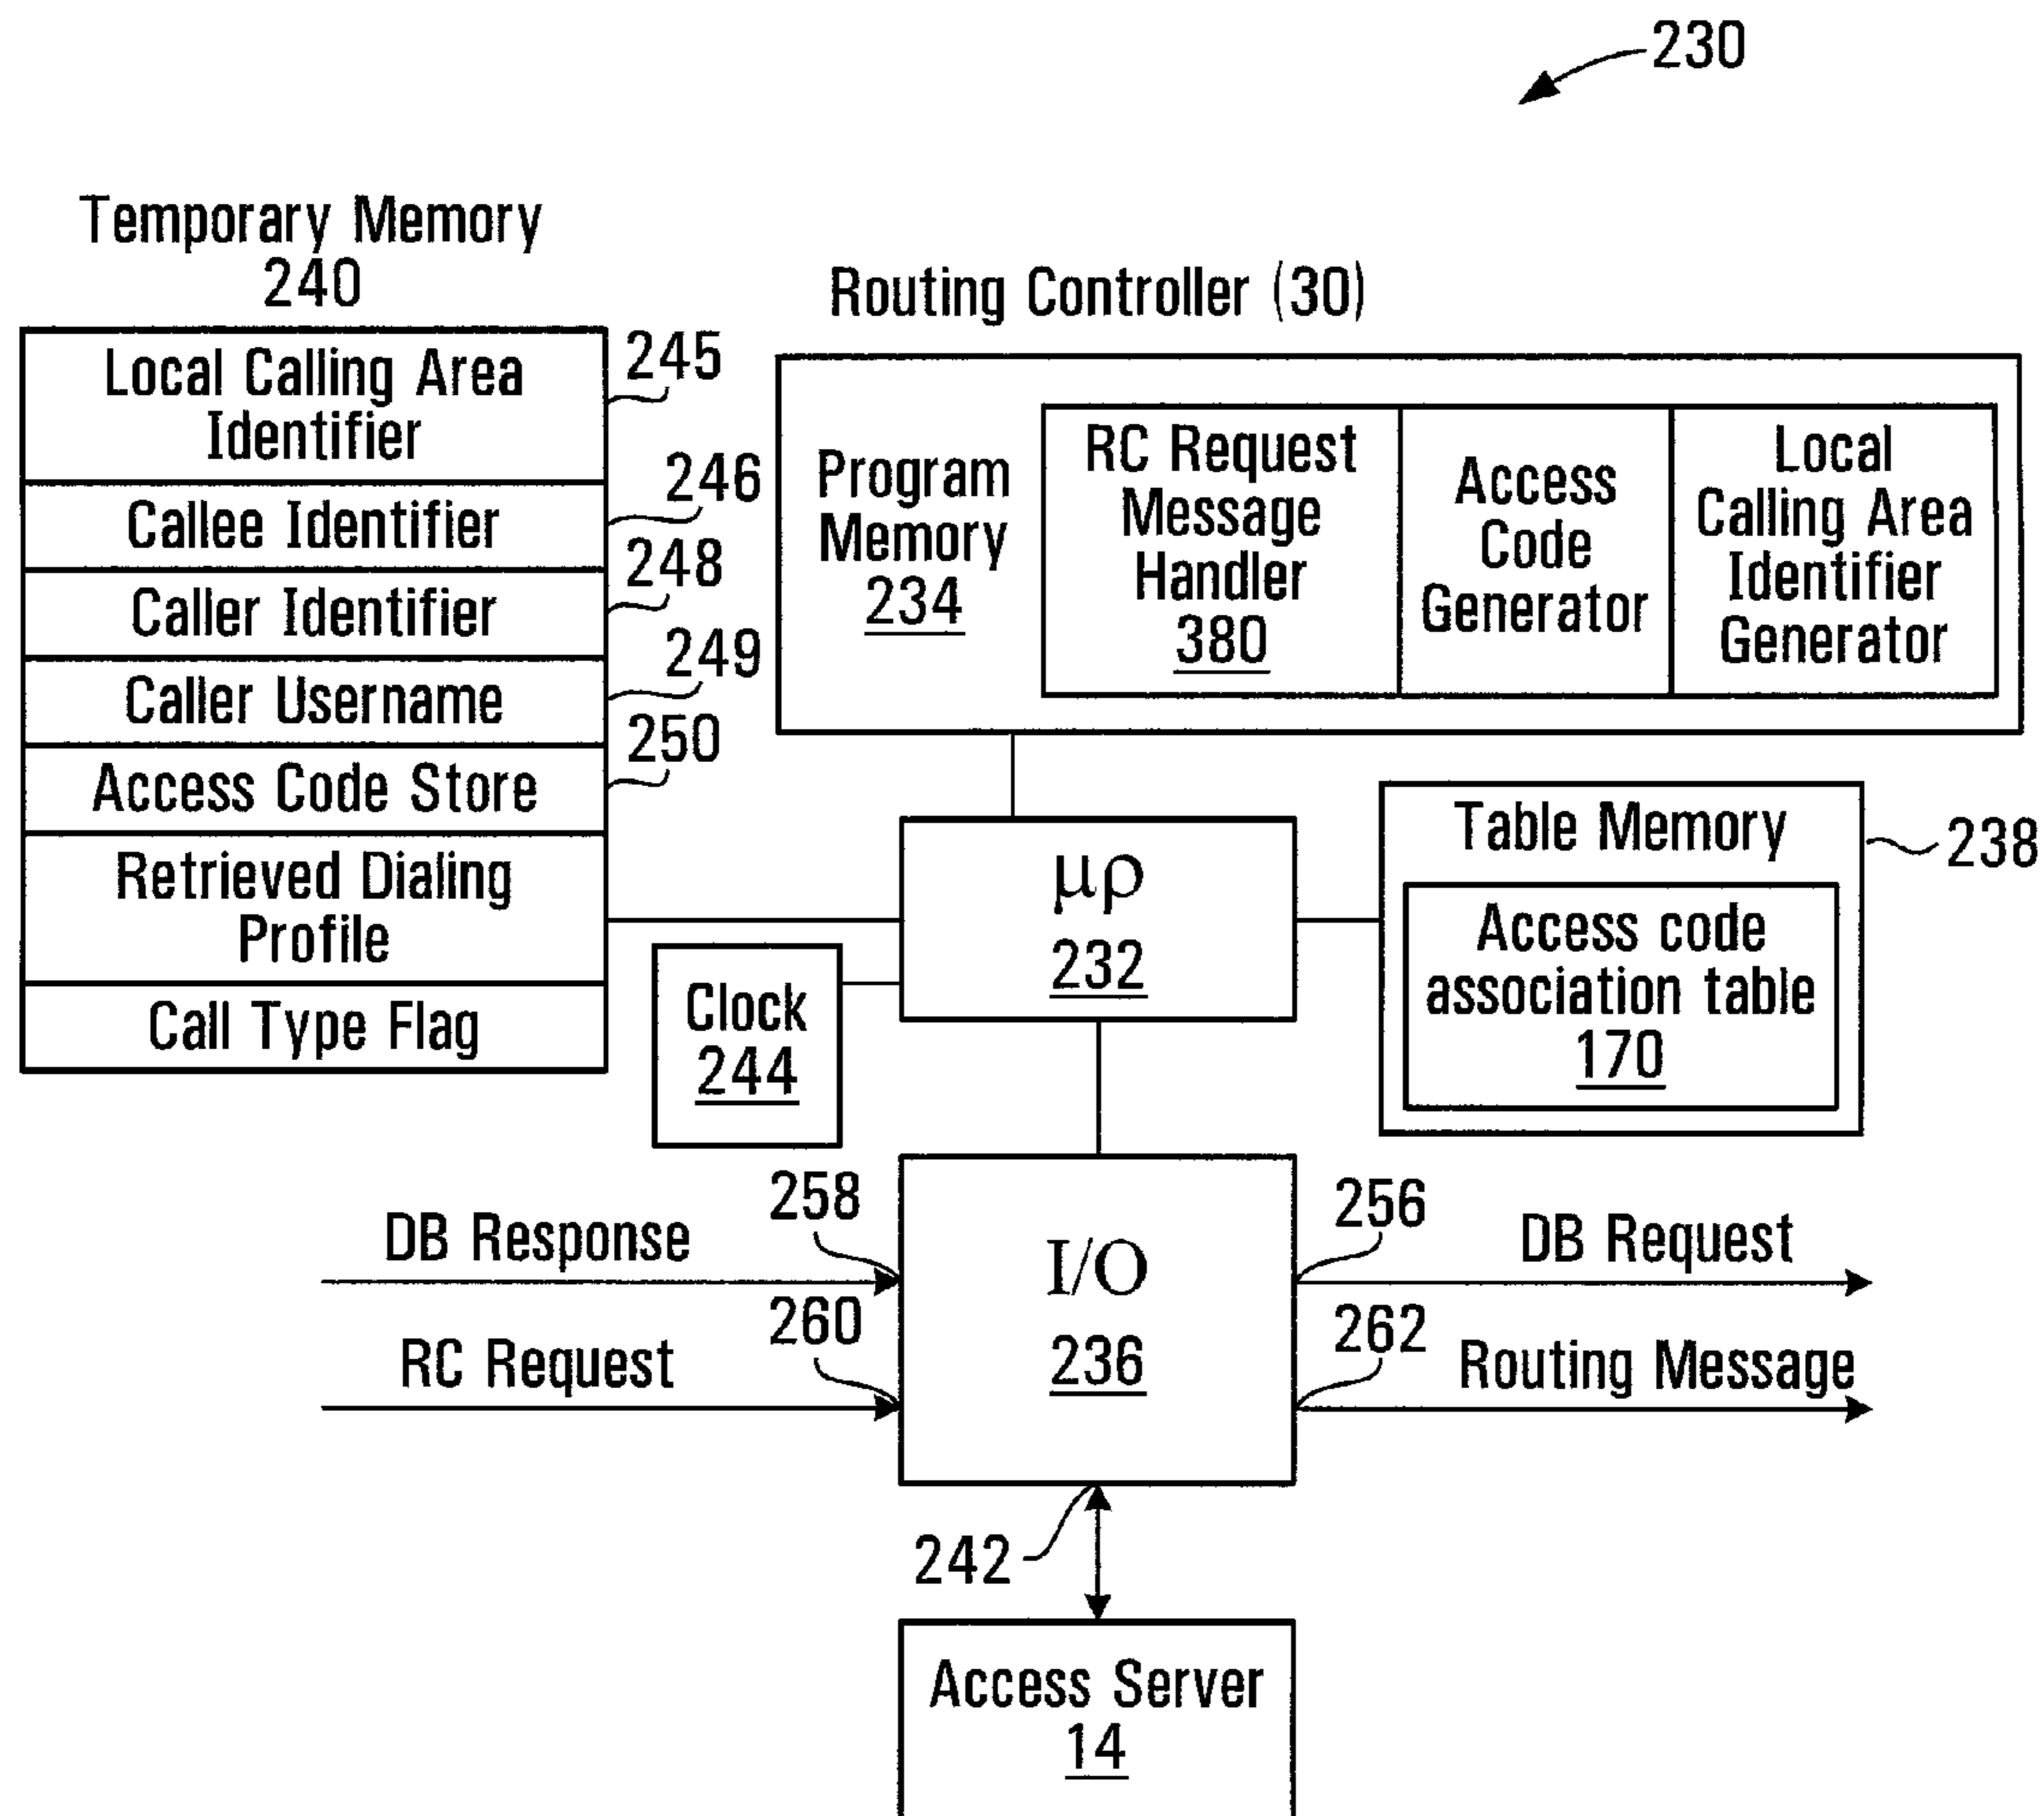 230
Temporary Memory
240
Local Calling Area
Identifier
245
Callee Identifier
246
Caller Identifier
248
Caller Username
249
Access Code Store
250
Retrieved Dialing
Profile
Call Type Flag
Routing Controller (30)
Program
Memory
234
RC Request
Message
Handler
380
Access
Code
Generator
Local
Calling Area
Identifier
Generator
μρ
232
Clock
244
Table Memory
238
Access code
association table
170
DB Response
258
RC Request
260
I/O
236
256
DB Request
262
Routing Message
242
Access Server
14